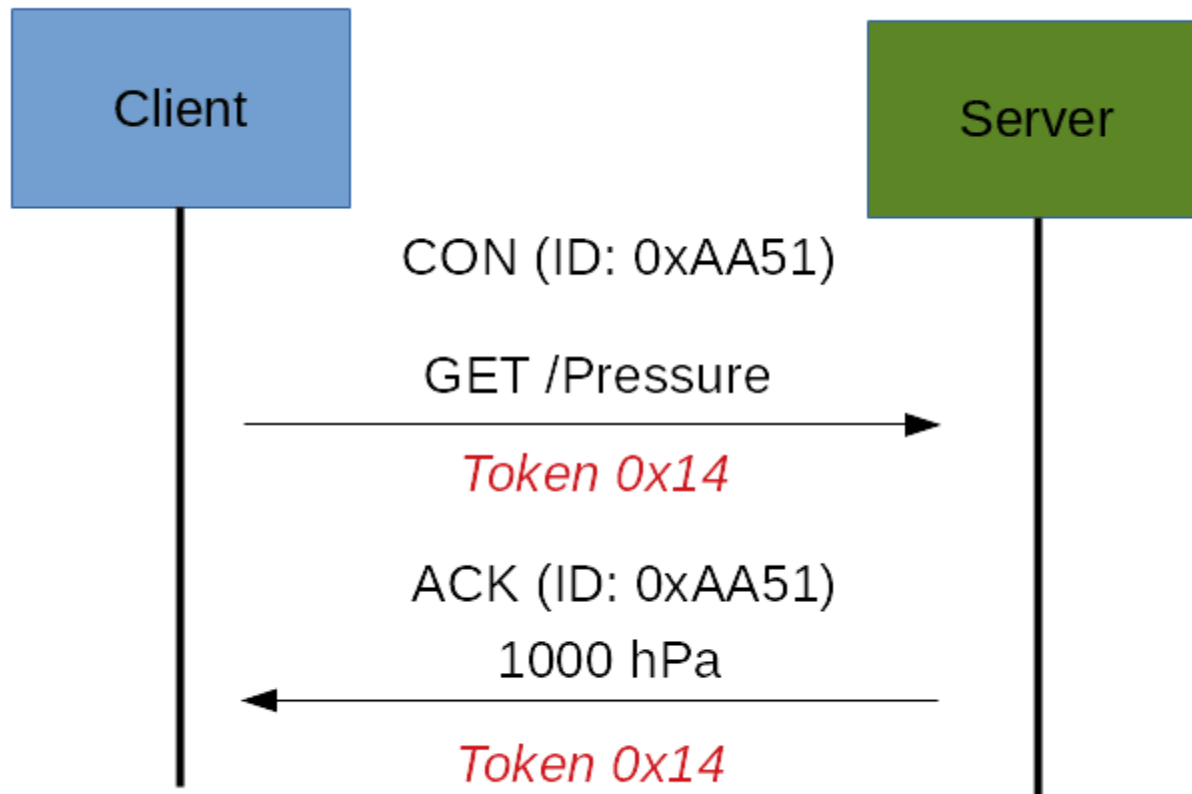 Client
Server
CON (ID: 0xAA51)
GET /Pressure
Token 0x14
ACK (ID: 0xAA51)
1000 hPa
Token 0x14